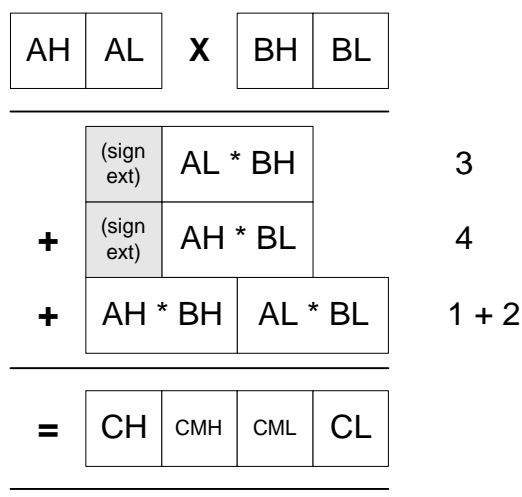 AH AL X BH BL
(sign ext) AL * BH 3
+ (sign ext) AH * BL 4
+ AH * BH AL * BL 1 + 2
= CH CMH CML CL